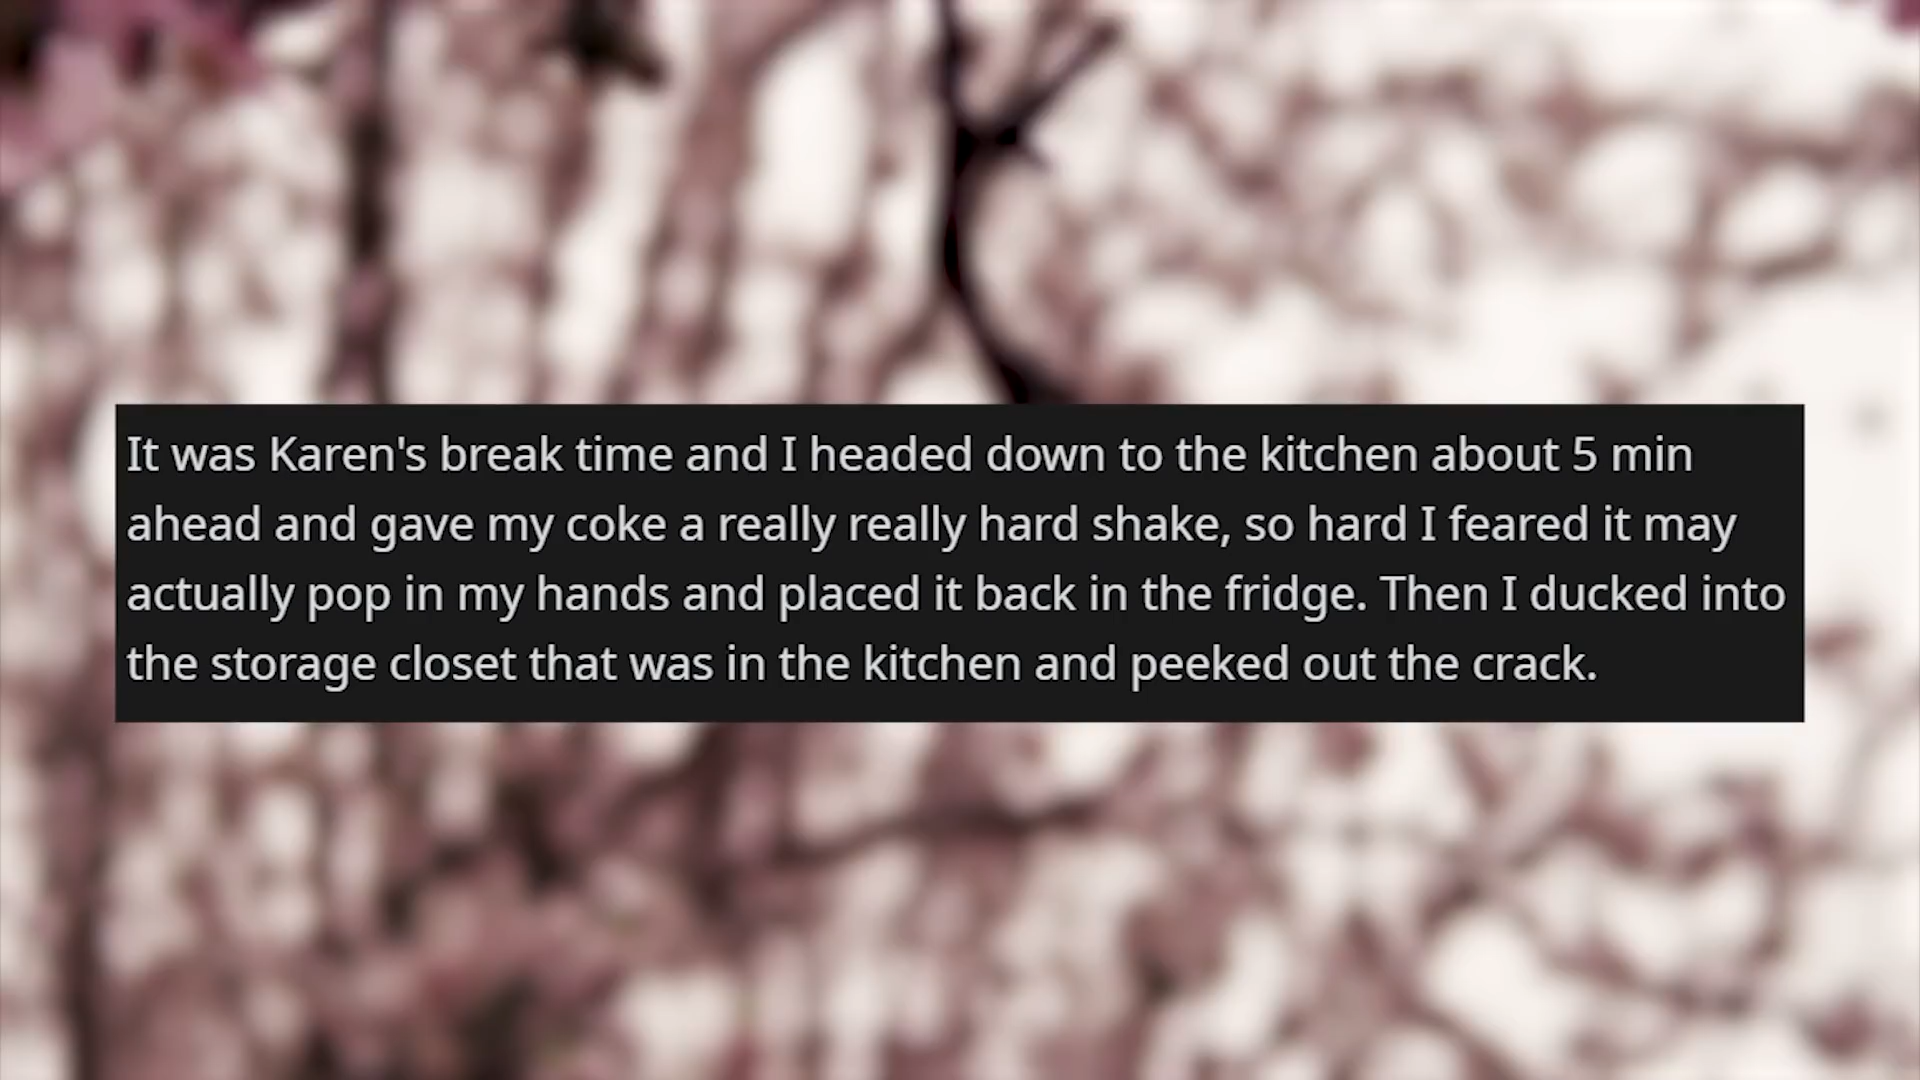 It was Karen's break time and I headed down to the kitchen about 5 min
ahead and gave my coke a really really hard shake, so hard I feared it may
actually pop in my hands and placed it back in the fridge. Then I ducked into
the storage closet that was in the kitchen and peeked out the crack.